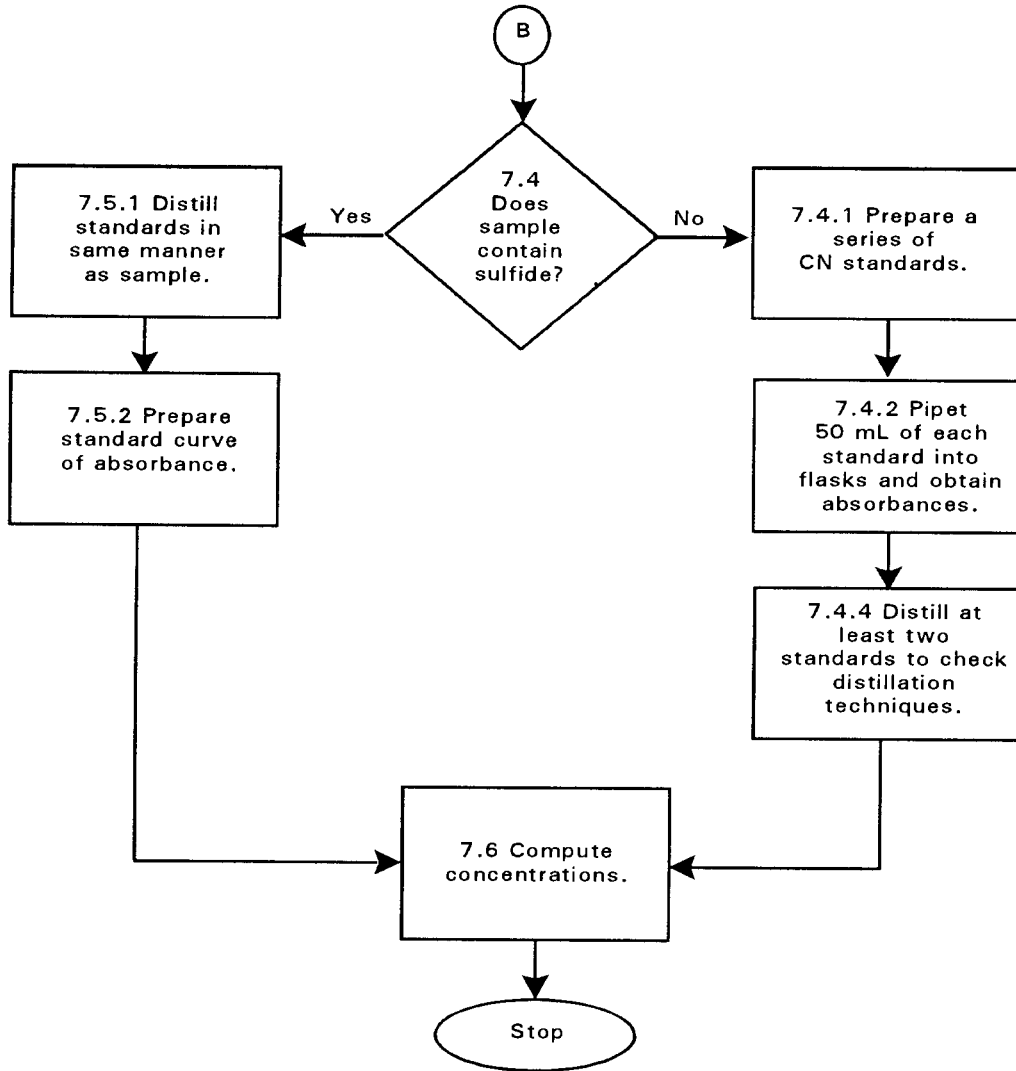 B
7.4
Does
sample
contain
sulfide?
Yes
No
7.5.1 Distill
standards in
same manner
as sample.
7.5.2 Prepare
standard curve
of absorbance.
7.4.1 Prepare a
series of
CN standards.
7.4.2 Pipet
50 mL of each
standard into
flasks and obtain
absorbances.
7.4.4 Distill at
least two
standards to check
distillation
techniques.
7.6 Compute
concentrations.
Stop